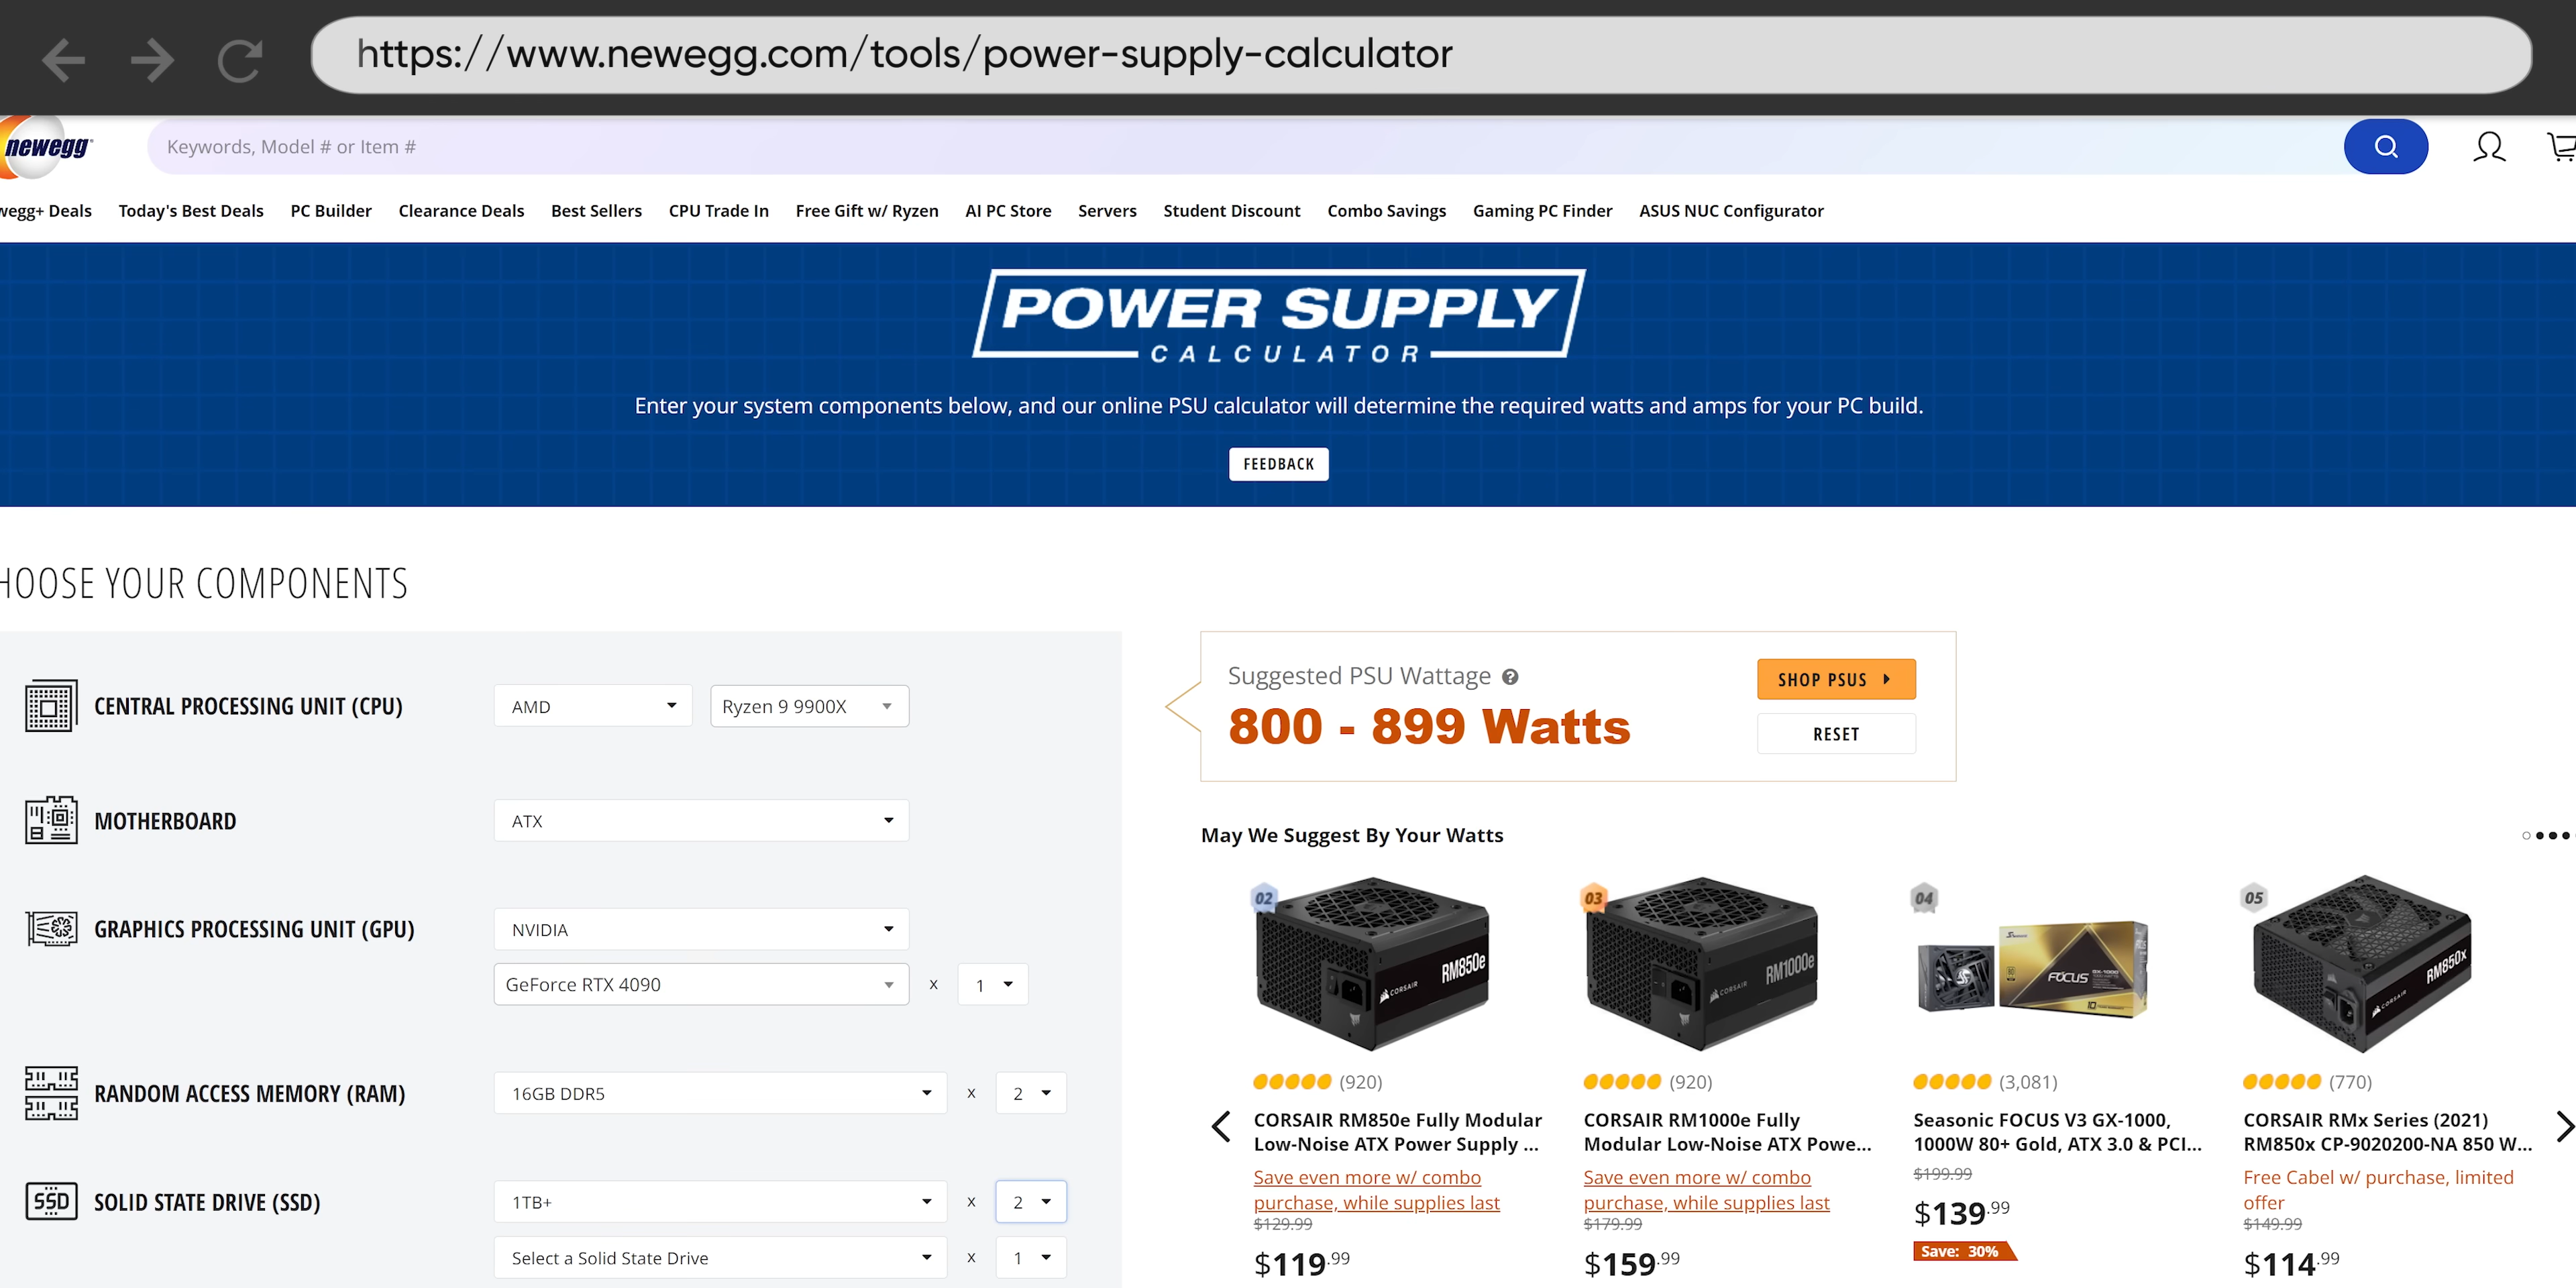 https://www.newegg.com/tools/power-supply-calculator
newegg
Keywords, Model # or Item #
wegg+ Deals Today's Best Deals PC Builder Clearance Deals Best Sellers CPU Trade In Free Gift w/ Ryzen AI PC Store Servers Student Discount Combo Savings Gaming PC Finder ASUS NUC Configurator
POWER SUPPLY
CALCULATOR
Enter your system components below, and our online PSU calculator will determine the required watts and amps for your PC build.
FEEDBACK
HOOSE YOUR COMPONENTS
CENTRAL PROCESSING UNIT (CPU) AMD Ryzen 9 9900X
MOTHERBOARD ATX
GRAPHICS PROCESSING UNIT (GPU) NVIDIA
GeForce RTX 4090 x 1
RANDOM ACCESS MEMORY (RAM) 16GB DDR5 x 2
SSD SOLID STATE DRIVE (SSD) 1TB+ x 2
Select a Solid State Drive x 1
Suggested PSU Wattage ?
800 - 899 Watts
SHOP PSUS
RESET
May We Suggest By Your Watts
02
RM850e
CORSAIR
(920)
CORSAIR RM850e Fully Modular
Low-Noise ATX Power Supply ...
Save even more w/ combo
purchase, while supplies last
$129.99
$119.99
03
RM1000e
CORSAIR
(920)
CORSAIR RM1000e Fully
Modular Low-Noise ATX Powe...
Save even more w/ combo
purchase, while supplies last
$179.99
$159.99
04
FOCUS
(3,081)
Seasonic FOCUS V3 GX-1000,
1000W 80+ Gold, ATX 3.0 & PCI...
$199.99
$139.99
Save: 30%
05
RM850x
CORSAIR
(770)
CORSAIR RMx Series (2021)
RM850x CP-9020200-NA 850 W...
Free Cabel w/ purchase, limited
offer
$149.99
$114.99